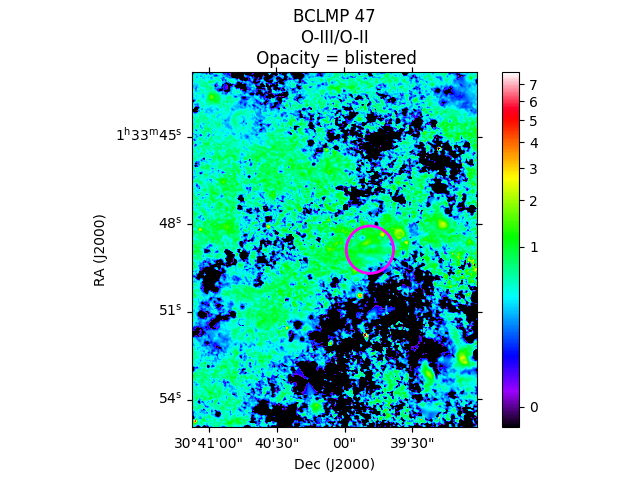 BCLMP 47
O-III/O-II
Opacity = blistered
1h33m45s
48s
51s
54s
RA (J2000)
30°41'00" 40'30" 00" 39'30"
Dec (J2000)
7
6
5
4
3
2
1
0